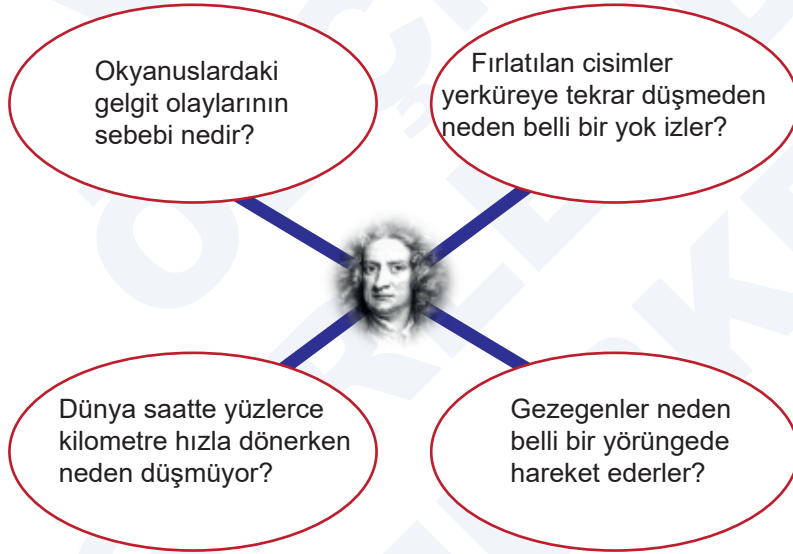 Okyanuslardaki
gelgit olaylarının
sebebi nedir?
Fırlatılan cisimler
yerküreye tekrar düşmeden
neden belli bir yok izler?
Dünya saatte yüzlerce
kilometre hızla dönerken
neden düşmüyor?
Gezegenler neden
belli bir yörüngede
hareket ederler?